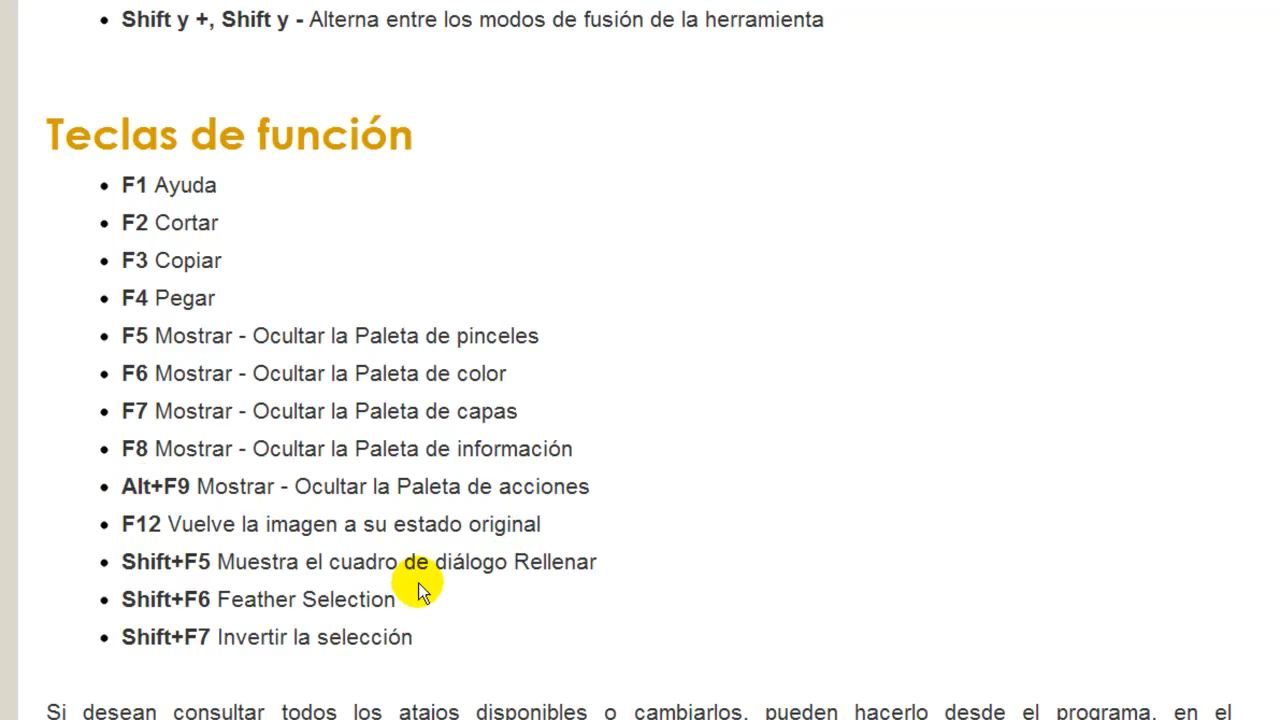 Shift y +, Shift y - Alterna entre los modos de fusión de la herramienta
Teclas de función
F1 Ayuda
F2 Cortar
F3 Copiar
F4 Pegar
F5 Mostrar - Ocultar la Paleta de pinceles
F6 Mostrar - Ocultar la Paleta de color
F7 Mostrar - Ocultar la Paleta de capas
F8 Mostrar - Ocultar la Paleta de información
Alt+F9 Mostrar - Ocultar la Paleta de acciones
F12 Vuelve la imagen a su estado original
Shift+F5 Muestra el cuadro de diálogo Rellenar
Shift+F6 Feather Selection
Shift+F7 Invertir la selección
Si desean consultar todos los atajos disponibles o cambiarlos, pueden hacerlo desde el programa, en el